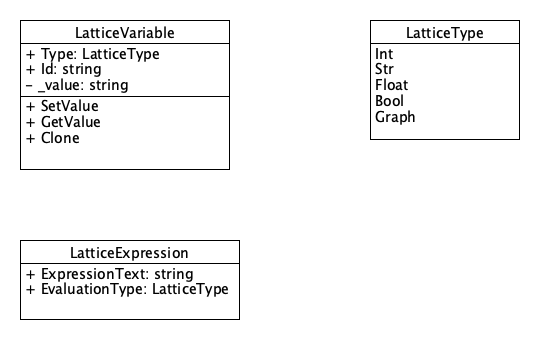 LatticeVariable
+ Type: LatticeType
+ Id: string
− _value: string
+ SetValue
+ GetValue
+ Clone
LatticeType
Int
Str
Float
Bool
Graph
LatticeExpression
+ ExpressionText: string
+ EvaluationType: LatticeType